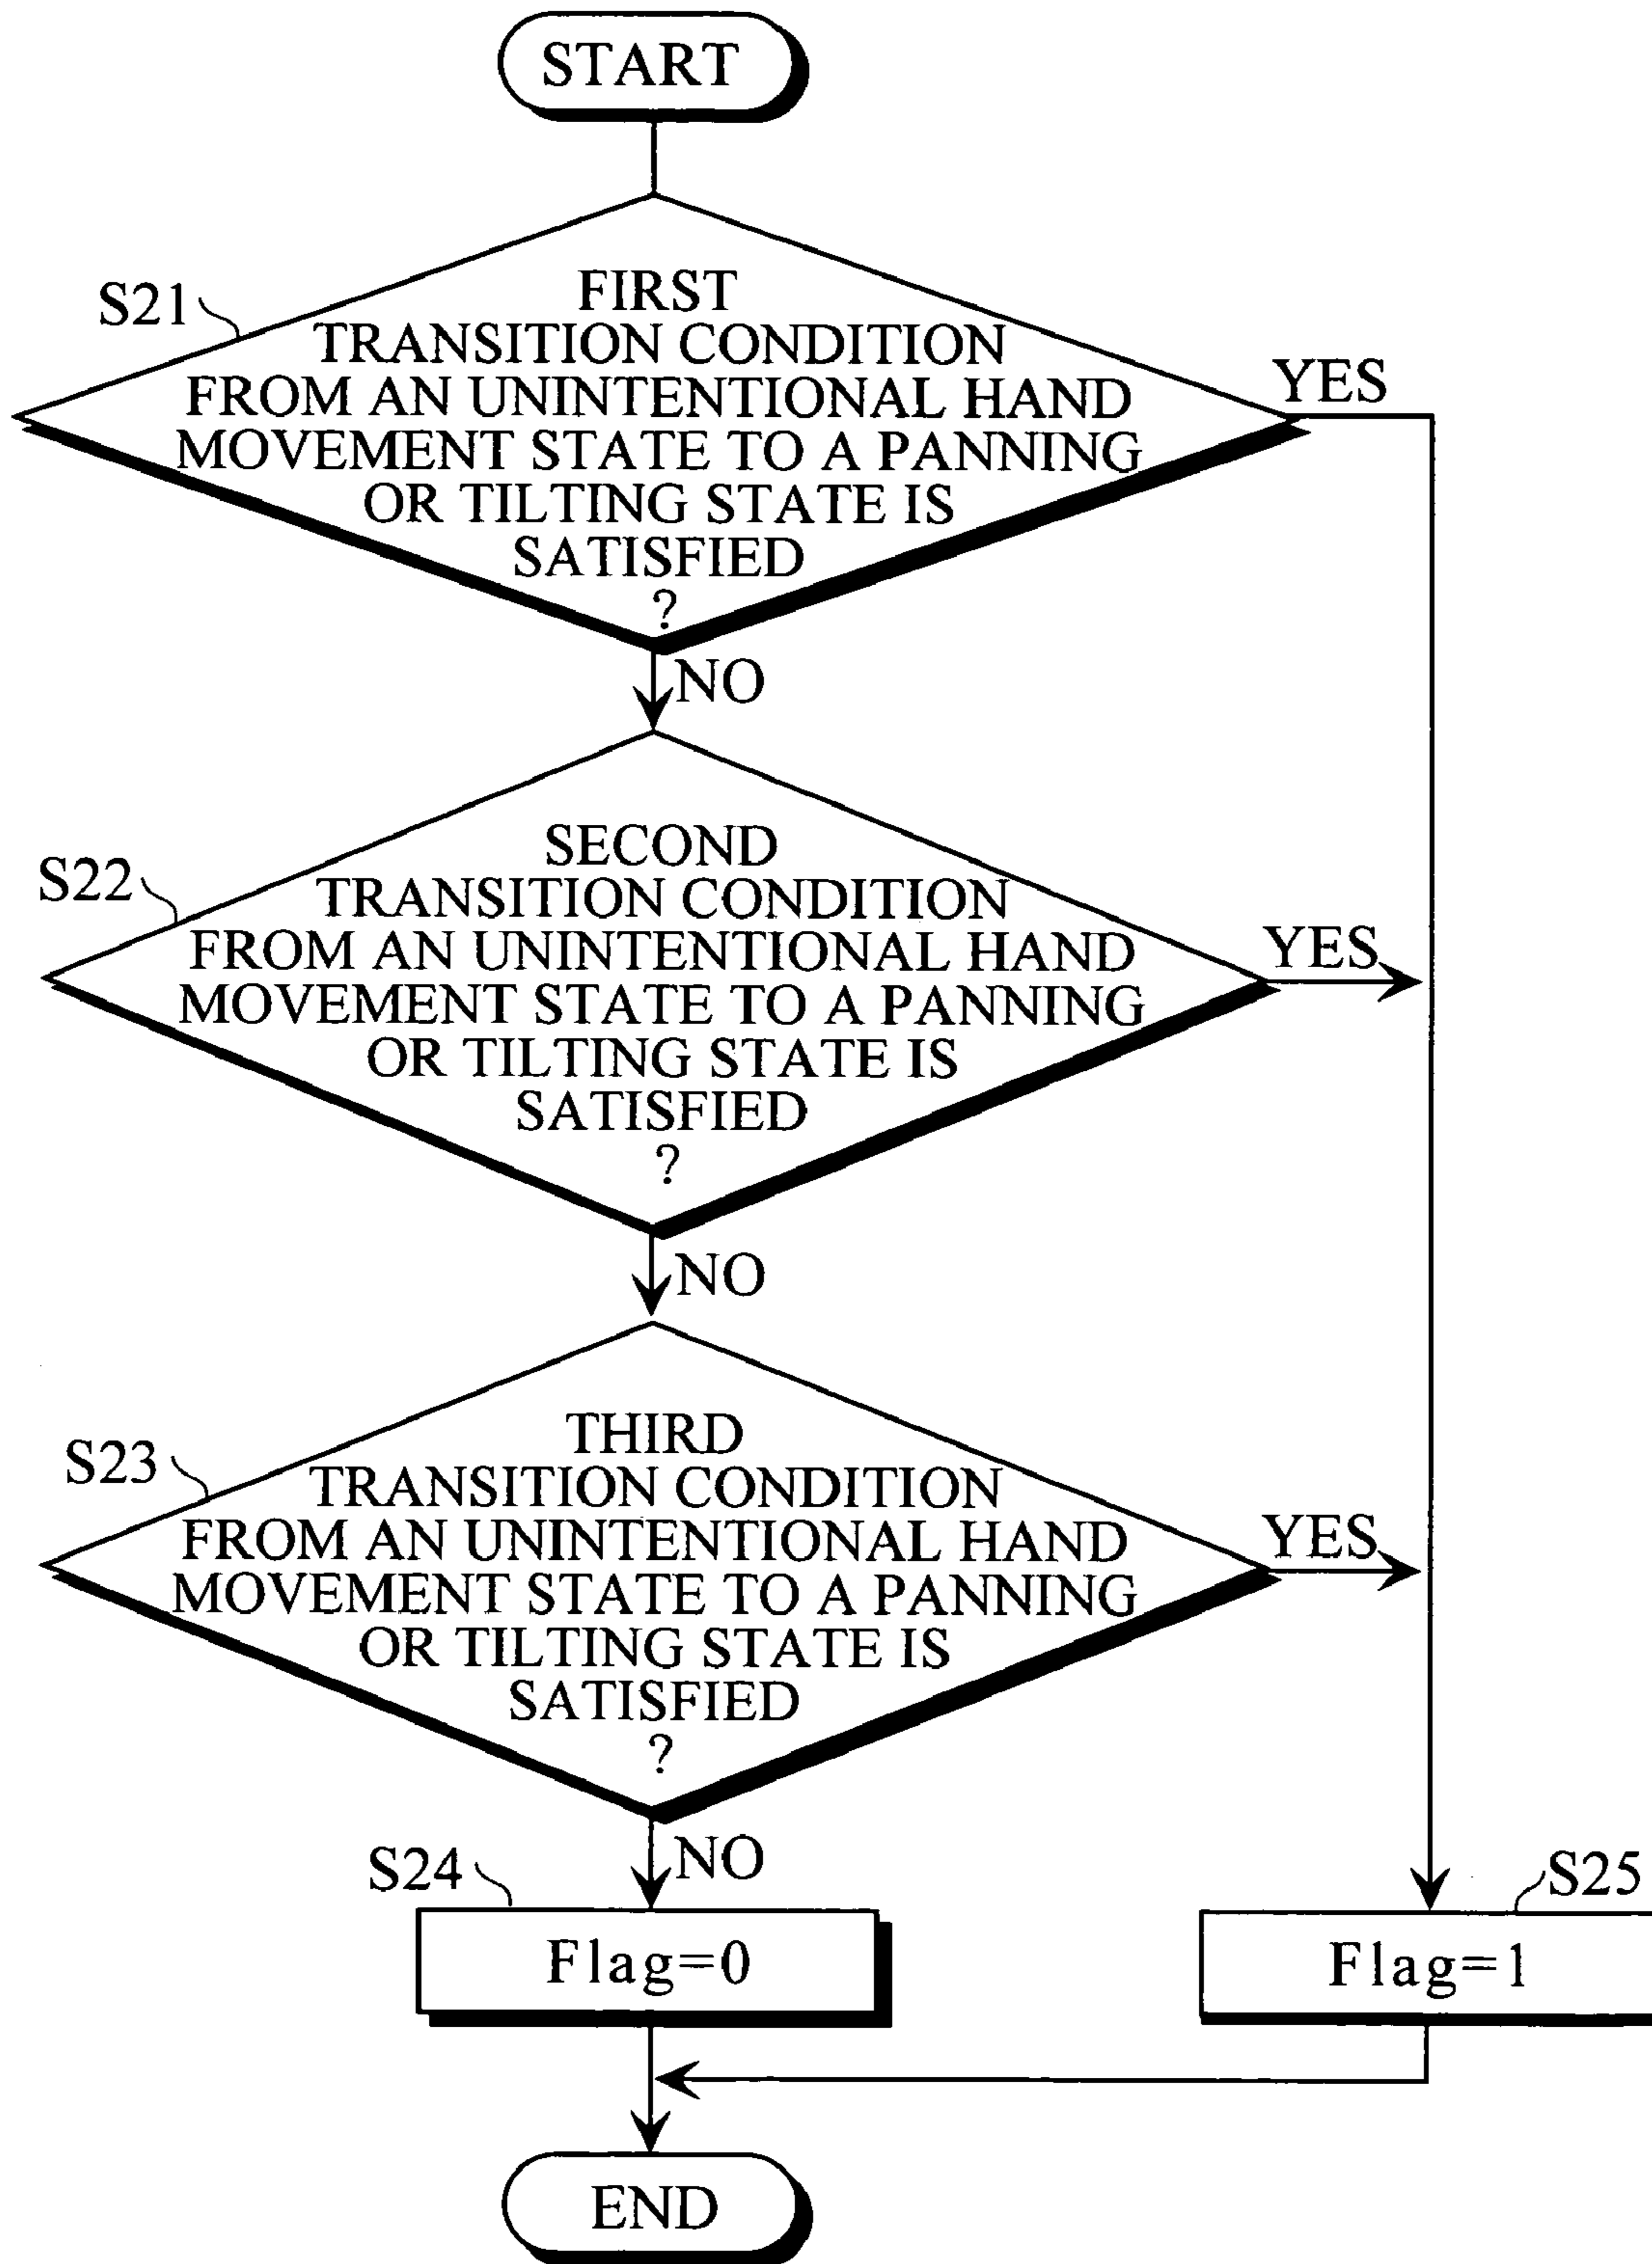 START
S21
FIRST
TRANSITION CONDITION
FROM AN UNINTENTIONAL HAND
MOVEMENT STATE TO A PANNING
OR TILTING STATE IS
SATISFIED
?
YES
NO
S22
SECOND
TRANSITION CONDITION
FROM AN UNINTENTIONAL HAND
MOVEMENT STATE TO A PANNING
OR TILTING STATE IS
SATISFIED
?
YES
NO
S23
THIRD
TRANSITION CONDITION
FROM AN UNINTENTIONAL HAND
MOVEMENT STATE TO A PANNING
OR TILTING STATE IS
SATISFIED
?
YES
NO
S24
Flag=0
S25
Flag=1
END